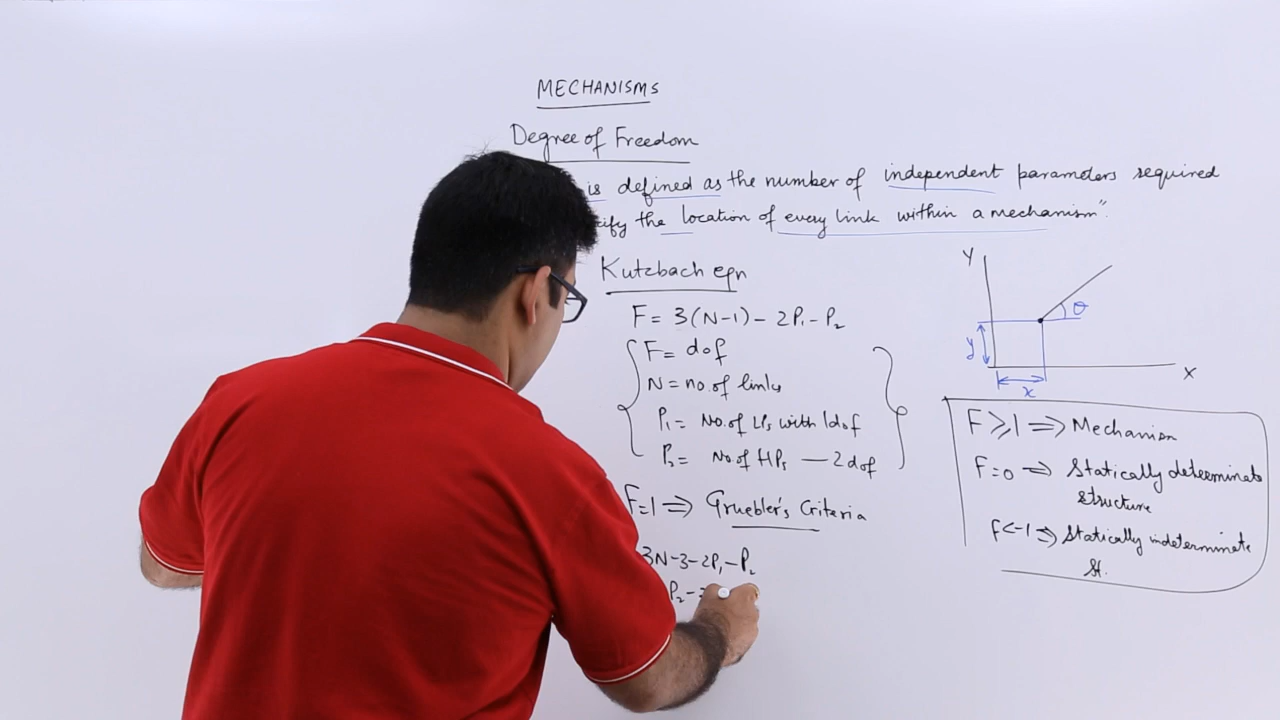 MECHANISMS
Degree of Freedom
is defined as the number of independent parameters required
cify the location of every link within a mechanism".
Kutzbach eqn
F = 3(N-1) - 2P₁ - P₂
F = dof
N = no. of links
P₁ = No. of LPs with 1dof
P₂ = No. of HPs — 2 dof
F=1 ⟹ Gruebler's Criteria
3N-3-2P₁-P₂
P₂ -
Y
θ
y
x
X
F ⩾ 1 ⟹ Mechanism
F=0 ⟹ Statically determinate
structure
F<-1 ⟹ Statically indeterminate
St.